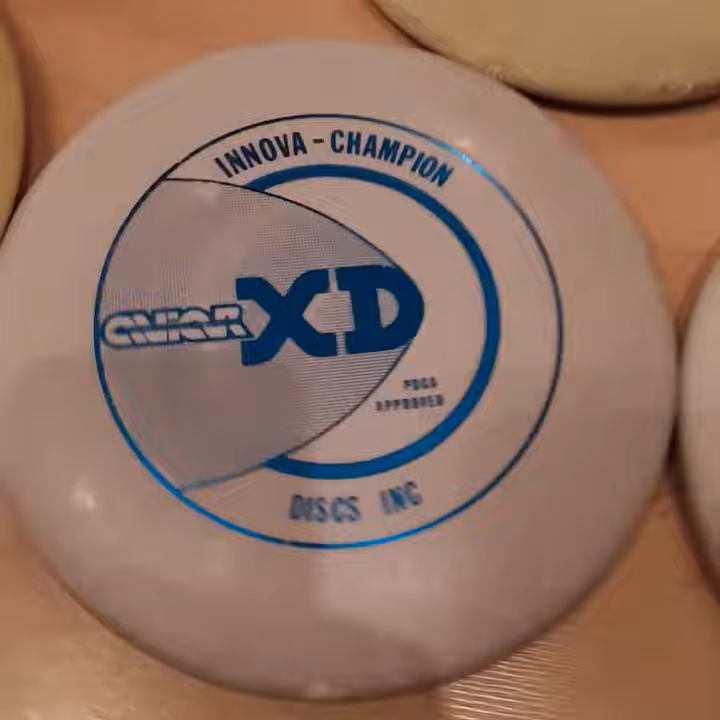 INNOVA - CHAMPION
AVIAR XD
PDGA
APPROVED
DISCS INC